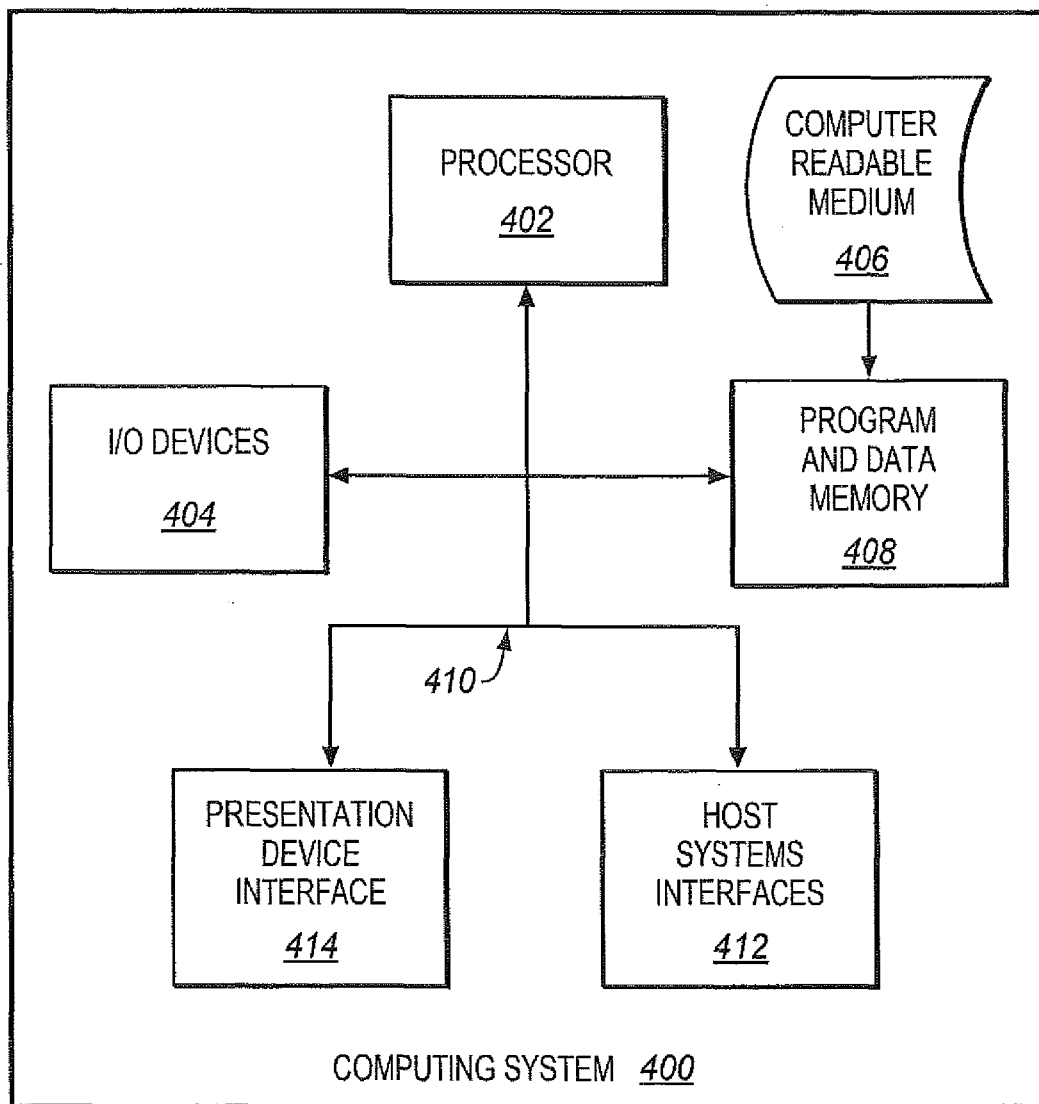 PROCESSOR
402
COMPUTER
READABLE
MEDIUM
406
I/O DEVICES
404
PROGRAM
AND DATA
MEMORY
408
410
PRESENTATION
DEVICE
INTERFACE
414
HOST
SYSTEMS
INTERFACES
412
COMPUTING SYSTEM 400